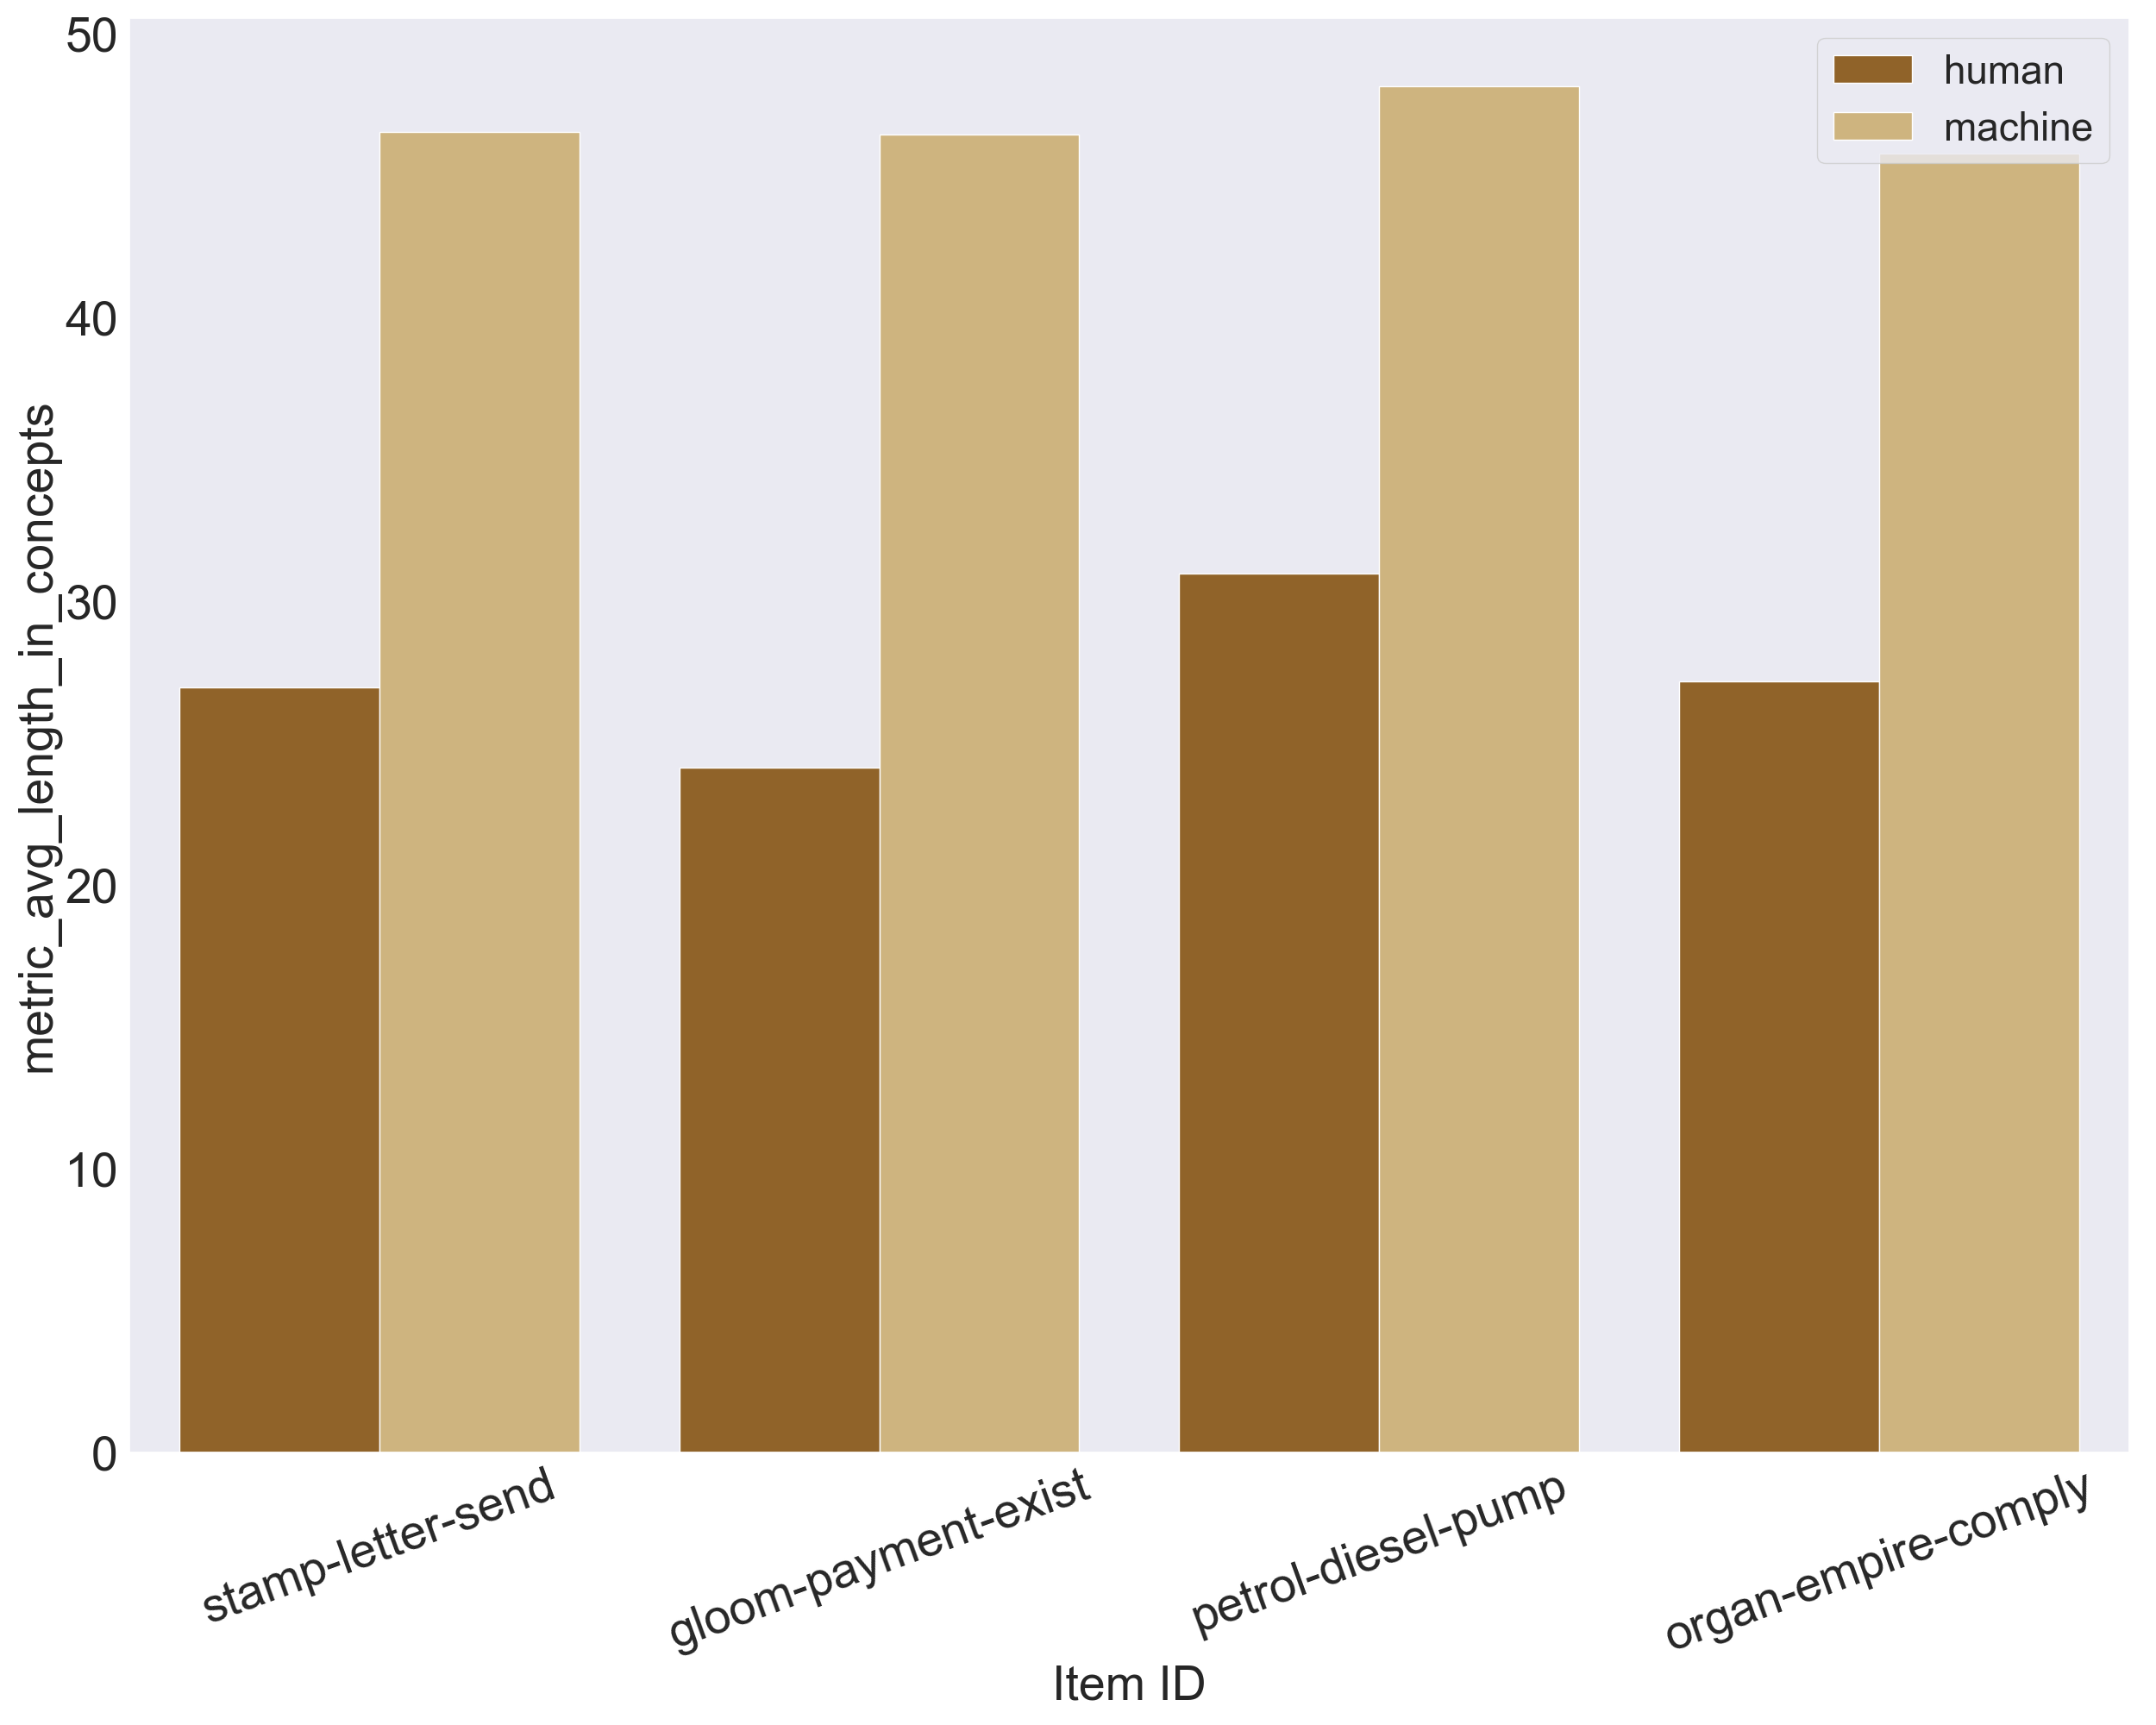 human
machine
metric_avg_length_in_concepts
50
40
30
20
10
0
stamp-letter-send
gloom-payment-exist
petrol-diesel-pump
organ-empire-comply
Item ID